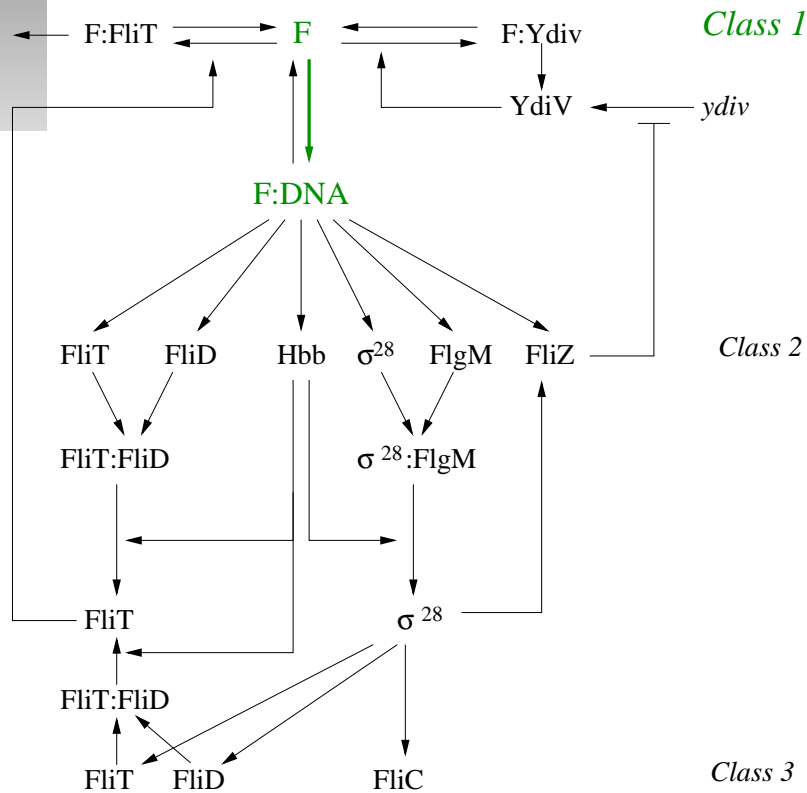 F:FliT F F:Ydiv Class 1
YdiV ydiv
F:DNA
FliT FliD Hbb σ28 FlgM FliZ Class 2
FliT:FliD σ 28:FlgM
FliT σ 28
FliT:FliD
FliT FliD FliC Class 3